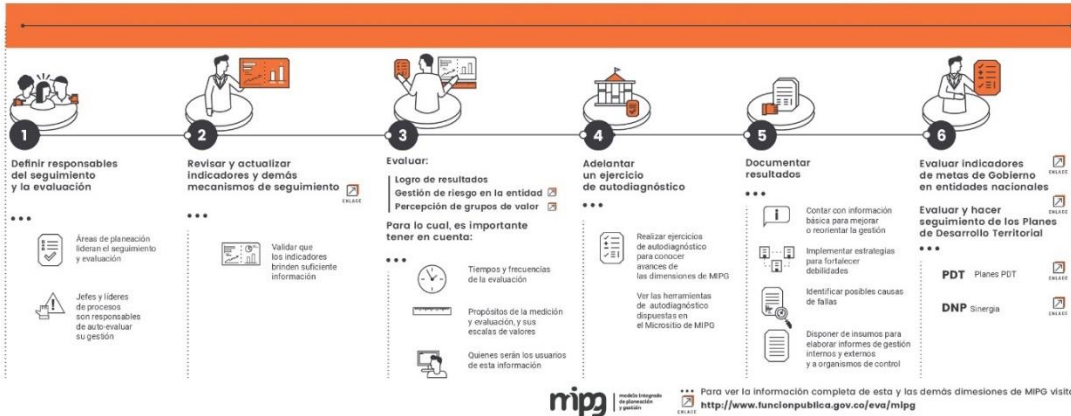 1
Definir responsables
del seguimiento
y la evaluación
•••
Áreas de planeación
lideran el seguimiento
y evaluación
Jefes y líderes
de procesos
son responsables
de auto-evaluar
su gestión
2
Revisar y actualizar
indicadores y demás
mecanismos de seguimiento
ENLACE
•••
Validar que
los indicadores
brinden suficiente
información
3
Evaluar:
Logro de resultados
Gestión de riesgo en la entidad
Percepción de grupos de valor
Para lo cual, es importante
tener en cuenta:
•••
Tiempos y frecuencias
de la evaluación
Propósitos de la medición
y evaluación, y sus
escalas de valores
Quienes serán los usuarios
de esta información
4
Adelantar
un ejercicio
de autodiagnóstico
•••
Realizar ejercicios
de autodiagnóstico
para conocer
avances de
las dimensiones de MIPG
Ver las herramientas
de autodiagnóstico
dispuestas en
el Micrositio de MIPG
5
Documentar
resultados
•••
Contar con información
básica para mejorar
o reorientar la gestión
Implementar estrategias
para fortalecer
debilidades
Identificar posibles causas
de fallas
Disponer de insumos para
elaborar informes de gestión
internos y externos
y a organismos de control
6
Evaluar indicadores
de metas de Gobierno
en entidades nacionales
ENLACE
Evaluar y hacer
seguimiento de los Planes
de Desarrollo Territorial
ENLACE
•••
PDT Planes PDT
ENLACE
DNP Sinergia
ENLACE
mipg
modelo integrado
de planeación
y gestión
••• Para ver la información completa de esta y las demás dimesiones de MIPG visite
ENLACE
http://www.funcionpublica.gov.co/eva/mipg